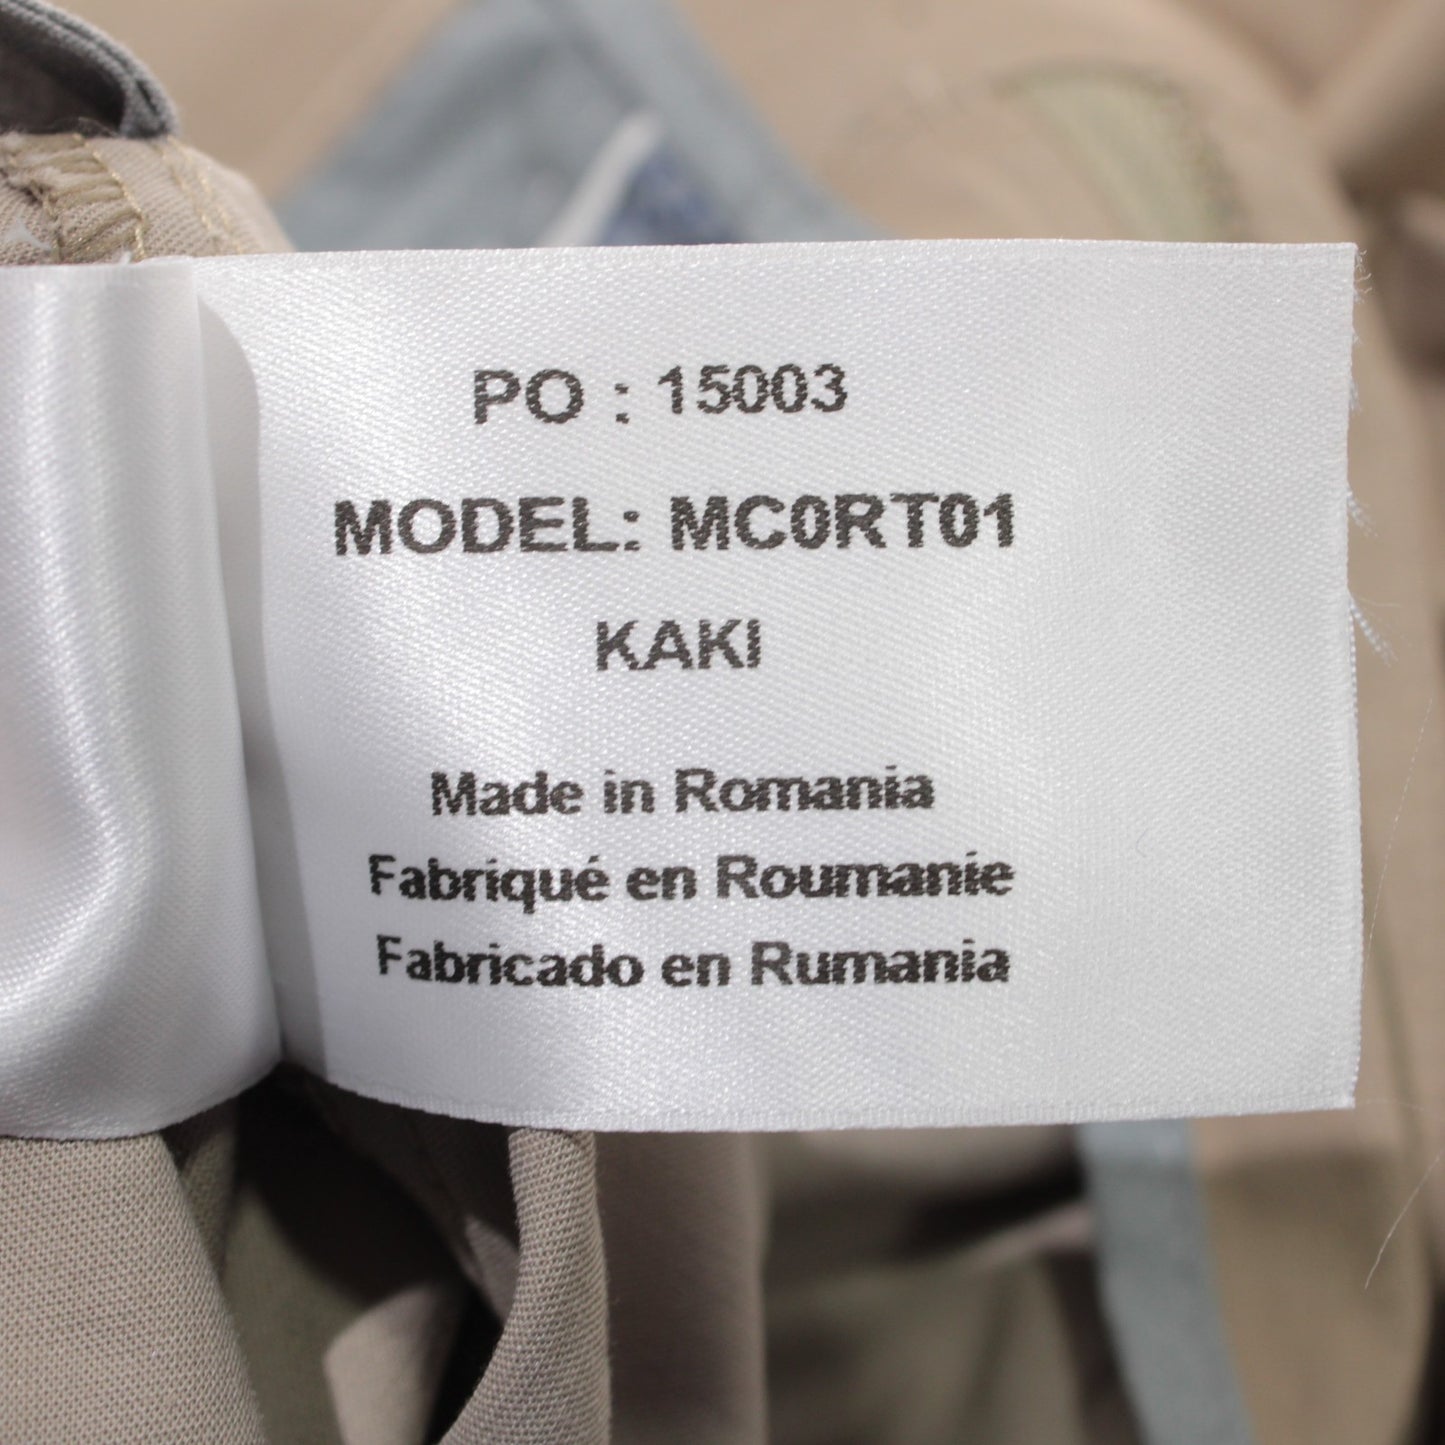 PO : 15003
MODEL: MC0RT01
KAKI
Made in Romania
Fabriqué en Roumanie
Fabricado en Rumania